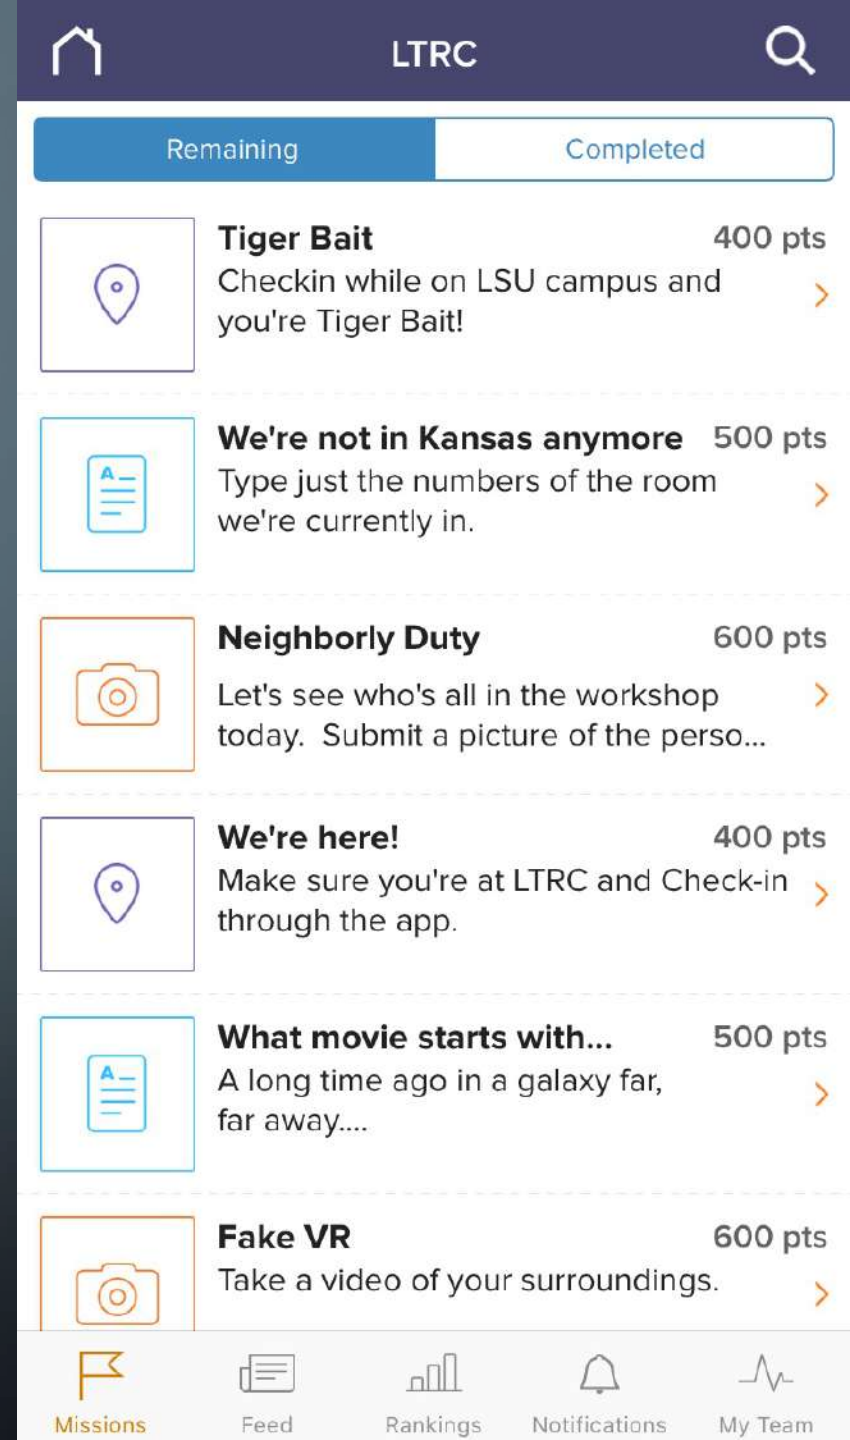 LTRC
Remaining Completed
Tiger Bait 400 pts
Checkin while on LSU campus and
you're Tiger Bait!
We're not in Kansas anymore 500 pts
Type just the numbers of the room
we're currently in.
Neighborly Duty 600 pts
Let's see who's all in the workshop
today.  Submit a picture of the perso...
We're here! 400 pts
Make sure you're at LTRC and Check-in
through the app.
What movie starts with... 500 pts
A long time ago in a galaxy far,
far away....
Fake VR 600 pts
Take a video of your surroundings.
Missions Feed Rankings Notifications My Team